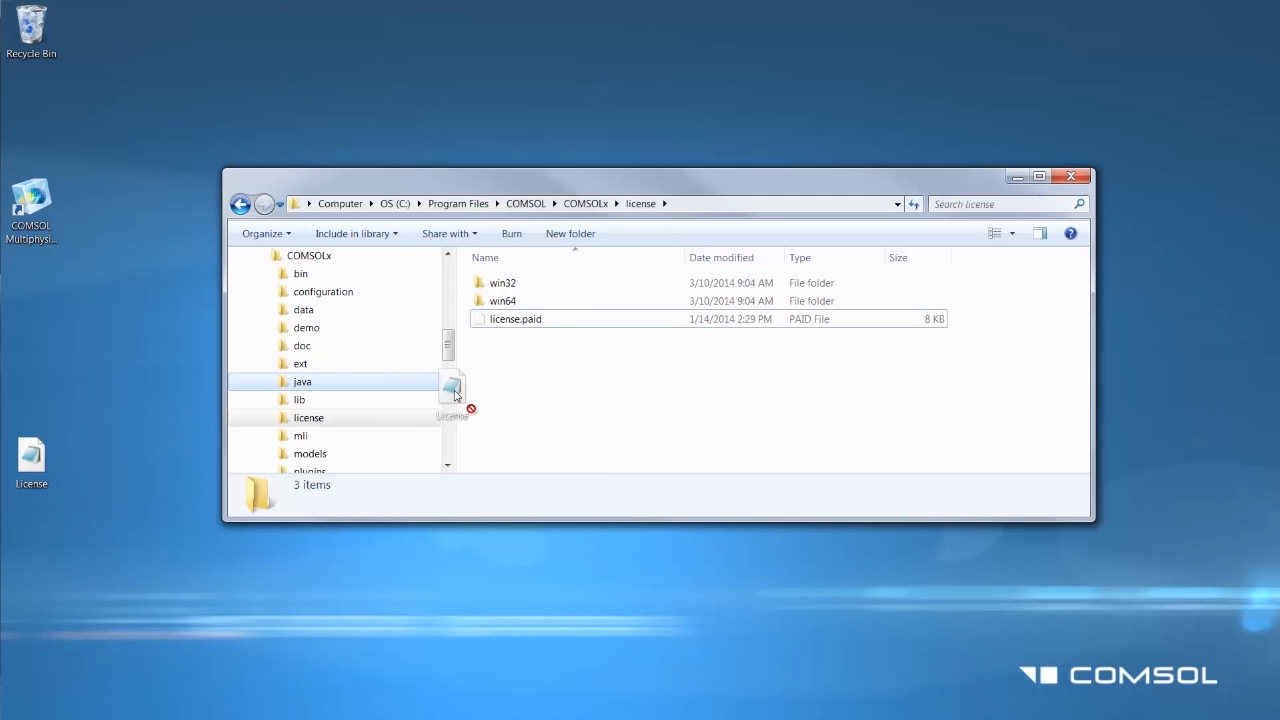 Recycle Bin
COMSOL
Multiphysi...
License
Computer
OS (C:)
Program Files
COMSOL
COMSOLx
license
Search license
Organize
Include in library
Share with
Burn
New folder
COMSOLx
bin
configuration
data
demo
doc
ext
java
lib
license
mli
models
plugins
Name Date modified Type Size
win32 3/10/2014 9:04 AM File folder
win64 3/10/2014 9:04 AM File folder
license.paid 1/14/2014 2:29 PM PAID File 8 KB
License
3 items
COMSOL